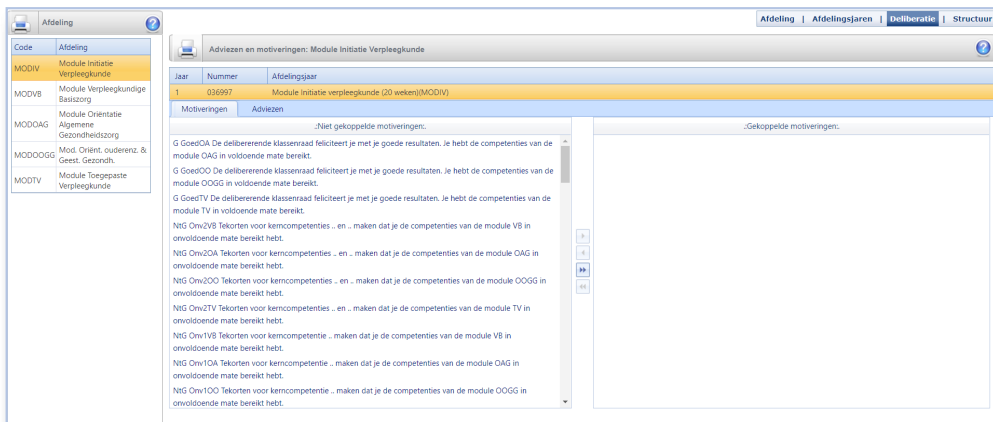 Afdeling
Afdeling | Afdelingsjaren | Deliberatie | Structuur
Code Afdeling
MODIV Module Initiatie
Verpleegkunde
MODVB Module Verpleegkundige
Basiszorg
MODOAG Module Oriëntatie
Algemene
Gezondheidszorg
MODOOGG Mod. Oriënt. ouderenz. &
Geest. Gezondh.
MODTV Module Toegepaste
Verpleegkunde
Adviezen en motiveringen: Module Initiatie Verpleegkunde
Jaar Nummer Afdelingsjaar
1 036997 Module Initiatie verpleegkunde (20 weken)(MODIV)
Motiveringen Adviezen
.:Niet gekoppelde motiveringen:.
G GoedOA De delibererende klassenraad feliciteert je met je goede resultaten. Je hebt de competenties van de
module OAG in voldoende mate bereikt.
G GoedOO De delibererende klassenraad feliciteert je met je goede resultaten. Je hebt de competenties van de
module OOGG in voldoende mate bereikt.
G GoedTV De delibererende klassenraad feliciteert je met je goede resultaten. Je hebt de competenties van de
module TV in voldoende mate bereikt.
NtG Onv2VB Tekorten voor kerncompetenties .. en .. maken dat je de competenties van de module VB in
onvoldoende mate bereikt hebt.
NtG Onv2OA Tekorten voor kerncompetenties .. en .. maken dat je de competenties van de module OAG in
onvoldoende mate bereikt hebt.
NtG Onv2OO Tekorten voor kerncompetenties .. en .. maken dat je de competenties van de module OOGG in
onvoldoende mate bereikt hebt.
NtG Onv2TV Tekorten voor kerncompetenties .. en .. maken dat je de competenties van de module TV in
onvoldoende mate bereikt hebt.
NtG Onv1VB Tekorten voor kerncompetentie .. maken dat je de competenties van de module VB in
onvoldoende mate bereikt hebt.
NtG Onv1OA Tekorten voor kerncompetentie .. maken dat je de competenties van de module OAG in
onvoldoende mate bereikt hebt.
NtG Onv1OO Tekorten voor kerncompetentie .. maken dat je de competenties van de module OOGG in
onvoldoende mate bereikt hebt.
.:Gekoppelde motiveringen:.